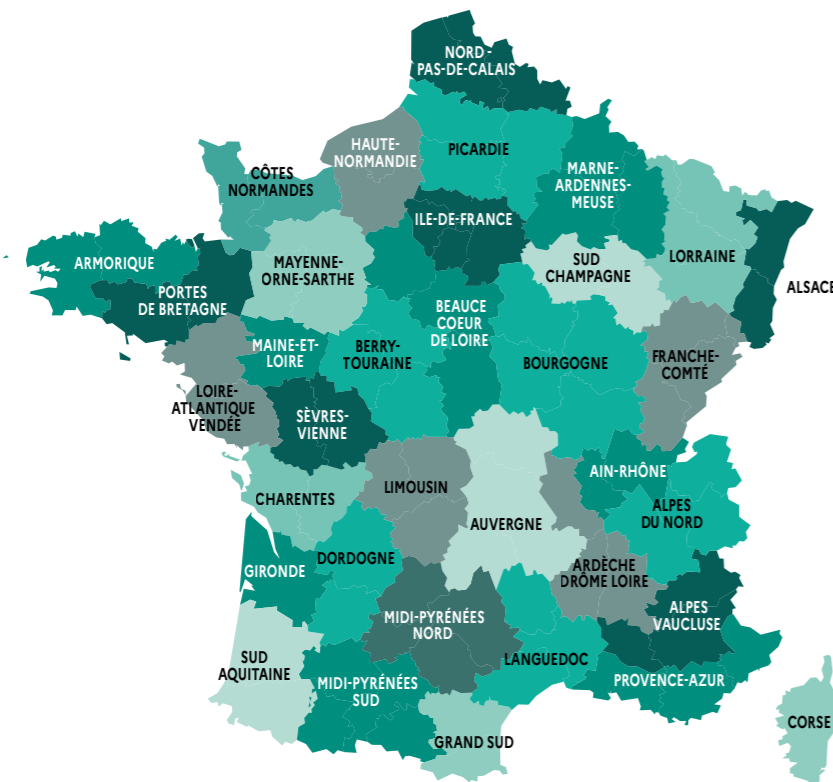 NORD -
PAS-DE-CALAIS
HAUTE-
NORMANDIE
PICARDIE
CÔTES
NORMANDES
MARNE-
ARDENNES-
MEUSE
ILE-DE-FRANCE
LORRAINE
ARMORIQUE
MAYENNE-
ORNE-SARTHE
SUD
CHAMPAGNE
ALSACE
PORTES
DE BRETAGNE
BEAUCE
COEUR
DE LOIRE
MAINE-ET-
LOIRE
BERRY-
TOURAINE
BOURGOGNE
FRANCHE-
COMTÉ
LOIRE-
ATLANTIQUE
VENDÉE
SÈVRES-
VIENNE
AIN-RHÔNE
LIMOUSIN
CHARENTES
AUVERGNE
ALPES
DU NORD
DORDOGNE
GIRONDE
ARDÈCHE
DRÔME LOIRE
MIDI-PYRÉNÉES
NORD
ALPES
VAUCLUSE
SUD
AQUITAINE
LANGUEDOC
MIDI-PYRÉNÉES
SUD
PROVENCE-AZUR
GRAND SUD
CORSE